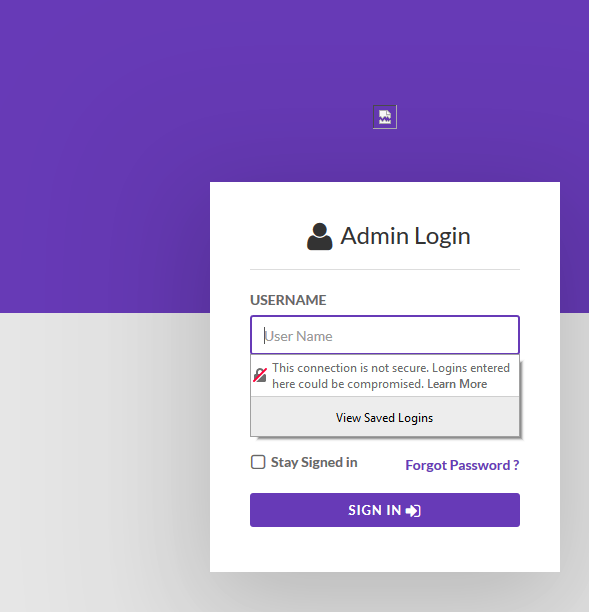 Admin Login
USERNAME
User Name
This connection is not secure. Logins entered
here could be compromised. Learn More
View Saved Logins
Stay Signed in
Forgot Password ?
SIGN IN